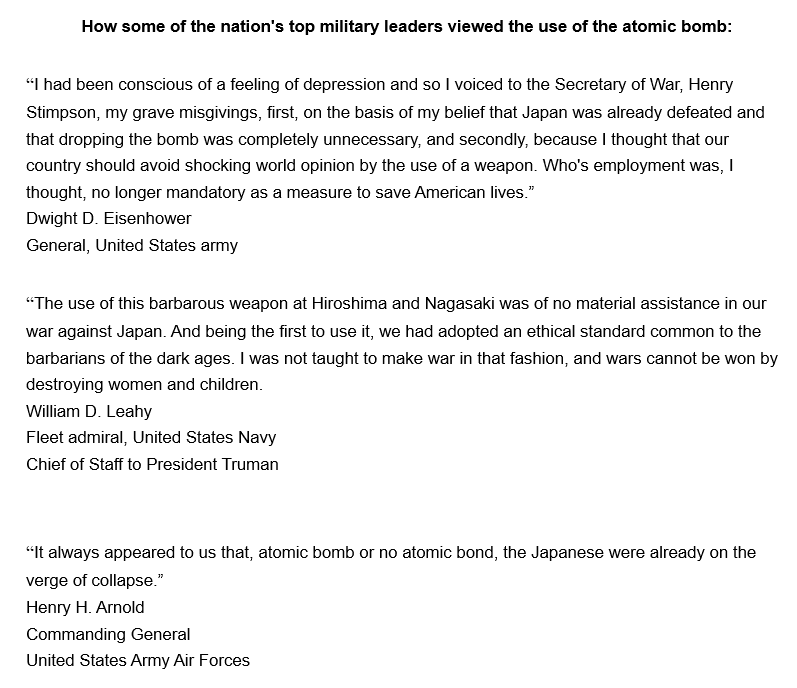 How some of the nation's top military leaders viewed the use of the atomic bomb:
“I had been conscious of a feeling of depression and so I voiced to the Secretary of War, Henry
Stimpson, my grave misgivings, first, on the basis of my belief that Japan was already defeated and
that dropping the bomb was completely unnecessary, and secondly, because I thought that our
country should avoid shocking world opinion by the use of a weapon. Who's employment was, I
thought, no longer mandatory as a measure to save American lives.”
Dwight D. Eisenhower
General, United States army
“The use of this barbarous weapon at Hiroshima and Nagasaki was of no material assistance in our
war against Japan. And being the first to use it, we had adopted an ethical standard common to the
barbarians of the dark ages. I was not taught to make war in that fashion, and wars cannot be won by
destroying women and children.
William D. Leahy
Fleet admiral, United States Navy
Chief of Staff to President Truman
“It always appeared to us that, atomic bomb or no atomic bond, the Japanese were already on the
verge of collapse.”
Henry H. Arnold
Commanding General
United States Army Air Forces